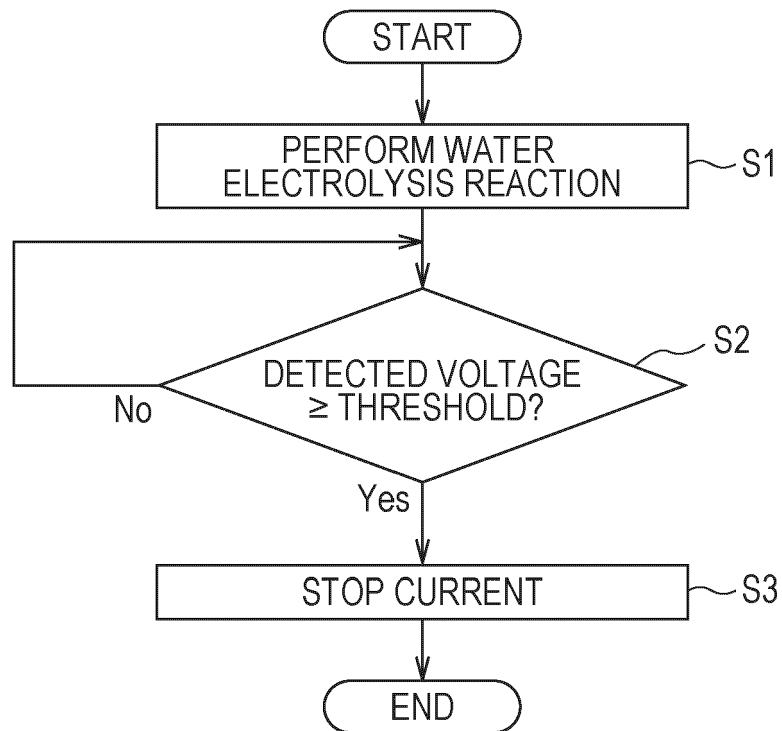 START
PERFORM WATER
ELECTROLYSIS REACTION
S1
S2
DETECTED VOLTAGE
≥ THRESHOLD?
No
Yes
STOP CURRENT
S3
END